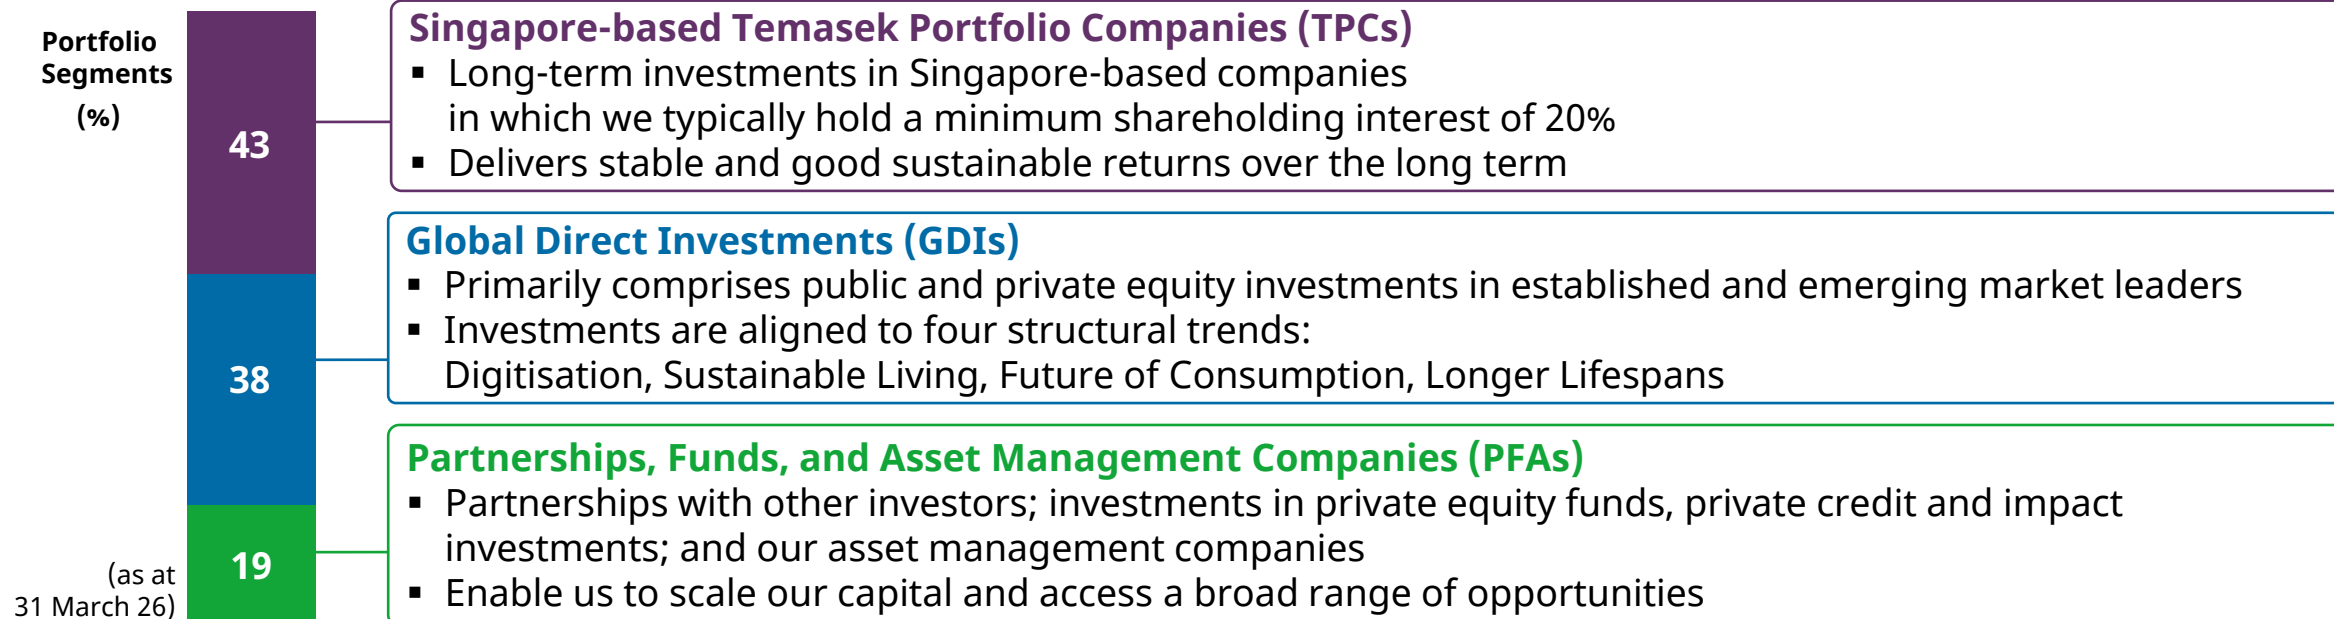 Portfolio
Segments
(%)
43
Singapore-based Temasek Portfolio Companies (TPCs)
▪ Long-term investments in Singapore-based companies
in which we typically hold a minimum shareholding interest of 20%
▪ Delivers stable and good sustainable returns over the long term
38
Global Direct Investments (GDIs)
▪ Primarily comprises public and private equity investments in established and emerging market leaders
▪ Investments are aligned to four structural trends:
Digitisation, Sustainable Living, Future of Consumption, Longer Lifespans
19
Partnerships, Funds, and Asset Management Companies (PFAs)
▪ Partnerships with other investors; investments in private equity funds, private credit and impact
investments; and our asset management companies
▪ Enable us to scale our capital and access a broad range of opportunities
(as at
31 March 26)